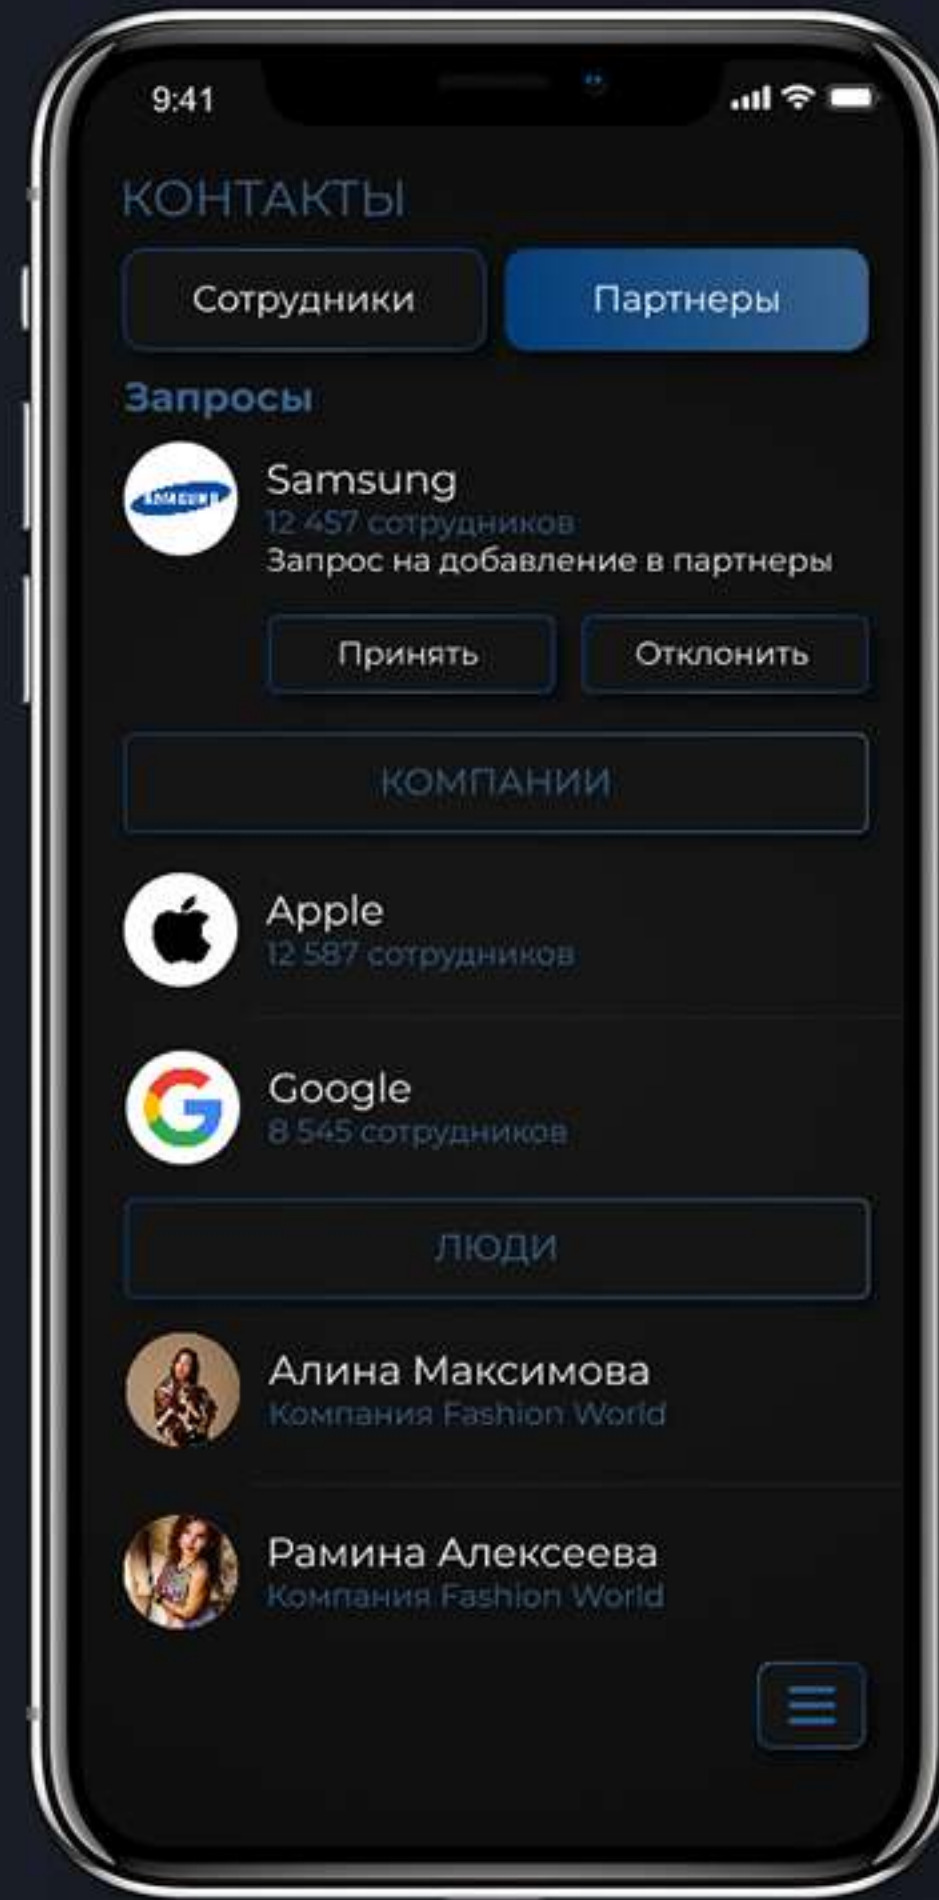 9:41
КОНТАКТЫ
Сотрудники
Партнеры
Запросы
SAMSUNG
Samsung
12 457 сотрудников
Запрос на добавление в партнеры
Принять
Отклонить
КОМПАНИИ
Apple
12 587 сотрудников
Google
8 545 сотрудников
ЛЮДИ
Алина Максимова
Компания Fashion World
Рамина Алексеева
Компания Fashion World